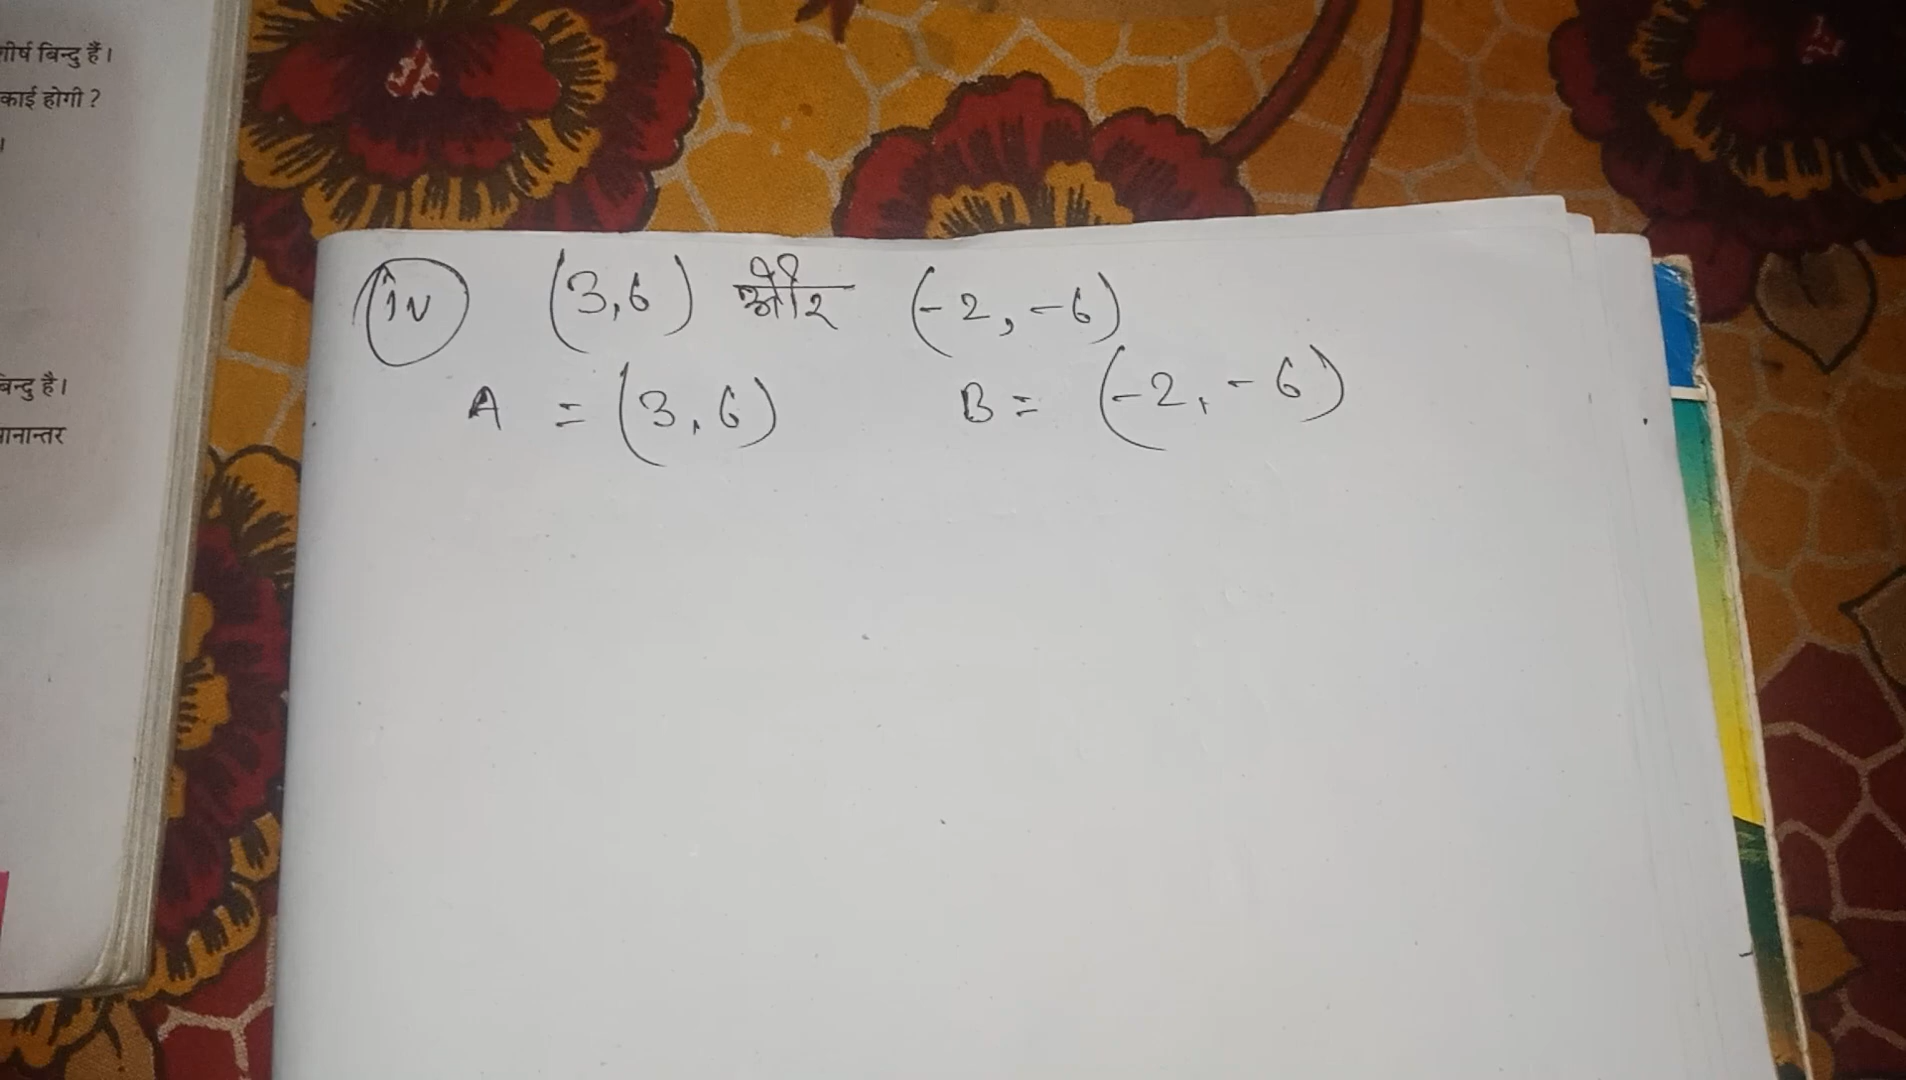 शीर्ष बिन्दु हैं।
काई होगी ?
।
बिन्दु है।
मानान्तर
iv (3,6) और (-2, -6)
A = (3, 6) B = (-2, -6)